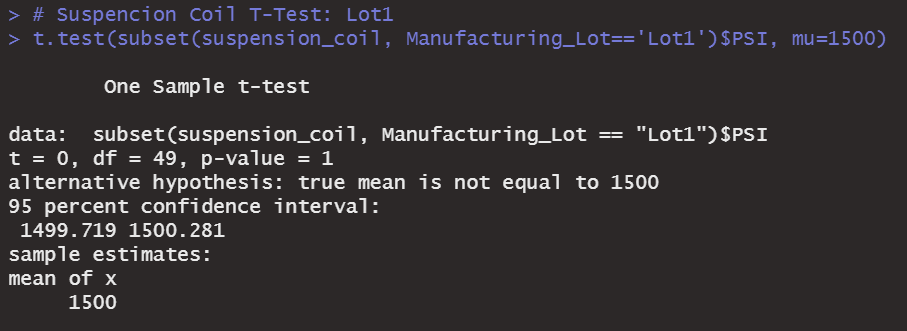 > # Suspencion Coil T-Test: Lot1
> t.test(subset(suspension_coil, Manufacturing_Lot=='Lot1')$PSI, mu=1500)
One Sample t-test
data:  subset(suspension_coil, Manufacturing_Lot == "Lot1")$PSI
t = 0, df = 49, p-value = 1
alternative hypothesis: true mean is not equal to 1500
95 percent confidence interval:
1499.719 1500.281
sample estimates:
mean of x
1500